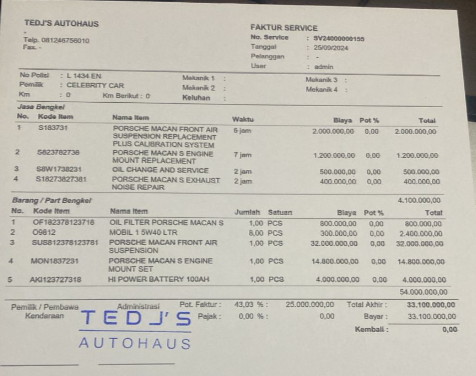 TEDJ'S AUTOHAUS
-
Telp. 081246756010
Fax. -
FAKTUR SERVICE
No. Service : SV24000000155
Tanggal : 25/09/2024
Pelanggan : -
User : admin
No Polisi : L 1434 EN
Pemilik : CELEBRITY CAR
Km : 0 Km Berikut : 0
Mekanik 1 :
Mekanik 2 :
Keluhan :
Mekanik 3 :
Mekanik 4 :
Jasa Bengkel
No. Kode Item Nama Item Waktu Biaya Pot % Total
1 S183731 PORSCHE MACAN FRONT AIR 5 jam 2.000.000,00 0,00 2.000.000,00
SUSPENSION REPLACEMENT
PLUS CALIBRATION SYSTEM
2 S823782738 PORSCHE MACAN S ENGINE 7 jam 1.200.000,00 0,00 1.200.000,00
MOUNT REPLACEMENT
3 S8W1738231 OIL CHANGE AND SERVICE 2 jam 500.000,00 0,00 500.000,00
4 S18273827381 PORSCHE MACAN S EXHAUST 2 jam 400.000,00 0,00 400.000,00
NOISE REPAIR
4.100.000,00
Barang / Part Bengkel
No. Kode Item Nama Item Jumlah Satuan Biaya Pot % Total
1 OF182378123718 OIL FILTER PORSCHE MACAN S 1,00 PCS 800.000,00 0,00 800.000,00
2 O9812 MOBIL 1 5W40 LTR 8,00 PCS 300.000,00 0,00 2.400.000,00
3 SUS812378123781 PORSCHE MACAN FRONT AIR 1,00 PCS 32.000.000,00 0,00 32.000.000,00
SUSPENSION
4 MON1837231 PORSCHE MACAN S ENGINE 1,00 PCS 14.800.000,00 0,00 14.800.000,00
MOUNT SET
5 AKI123727318 HI POWER BATTERY 100AH 1,00 PCS 4.000.000,00 0,00 4.000.000,00
54.000.000,00
Pemilik / Pembawa Kendaraan
Administrasi
TEDJ'S
AUTOHAUS
Pot. Faktur : 43,03 % : 25.000.000,00 Total Akhir : 33,100.000,00
Pajak : 0,00 % : 0,00 Bayar : 33.100.000,00
Kembali : 0,00